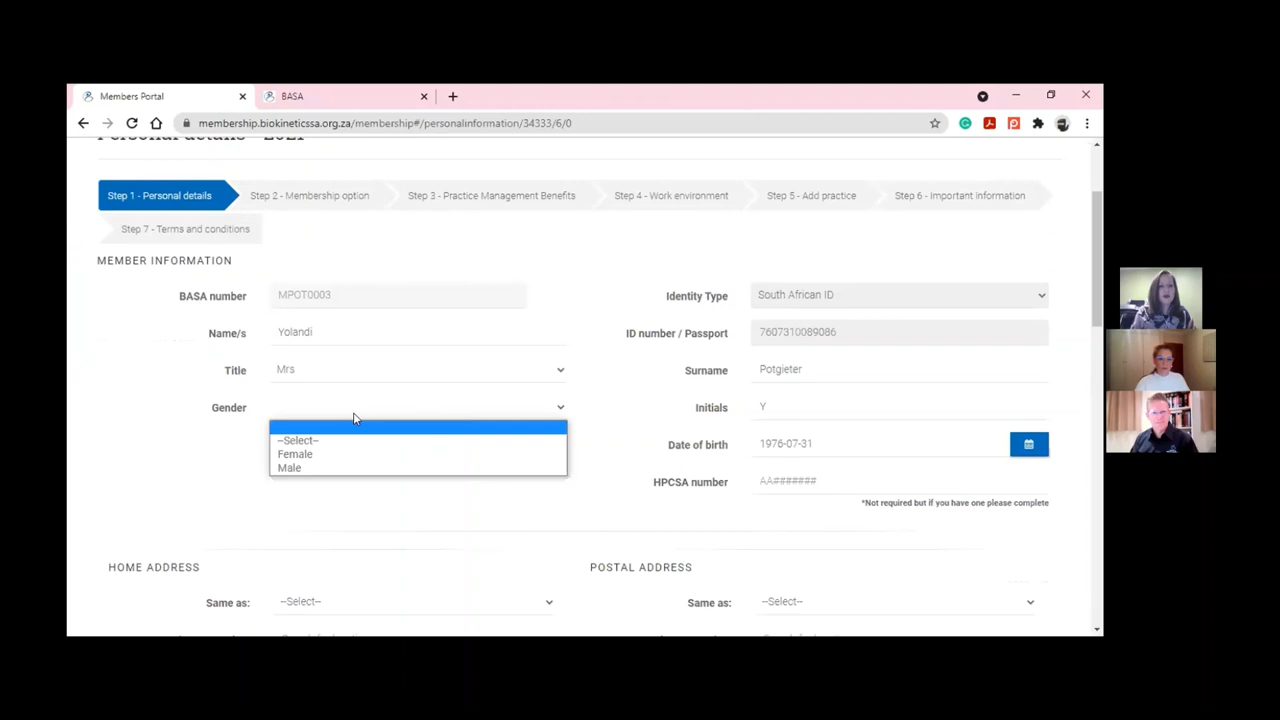 Members Portal
BASA
membership.biokineticssa.org.za/membership#/personalinformation/34333/6/0
Personal details - 2021
Step 1 - Personal details
Step 2 - Membership option
Step 3 - Practice Management Benefits
Step 4 - Work environment
Step 5 - Add practice
Step 6 - Important information
Step 7 - Terms and conditions
MEMBER INFORMATION
BASA number MPOT0003
Identity Type South African ID
Name/s Yolandi
ID number / Passport 7607310089086
Title Mrs
Surname Potgieter
Gender
Initials Y
--Select--
Female
Male
Date of birth 1976-07-31
HPCSA number AA#######
*Not required but if you have one please complete
HOME ADDRESS
POSTAL ADDRESS
Same as: --Select--
Same as: --Select--